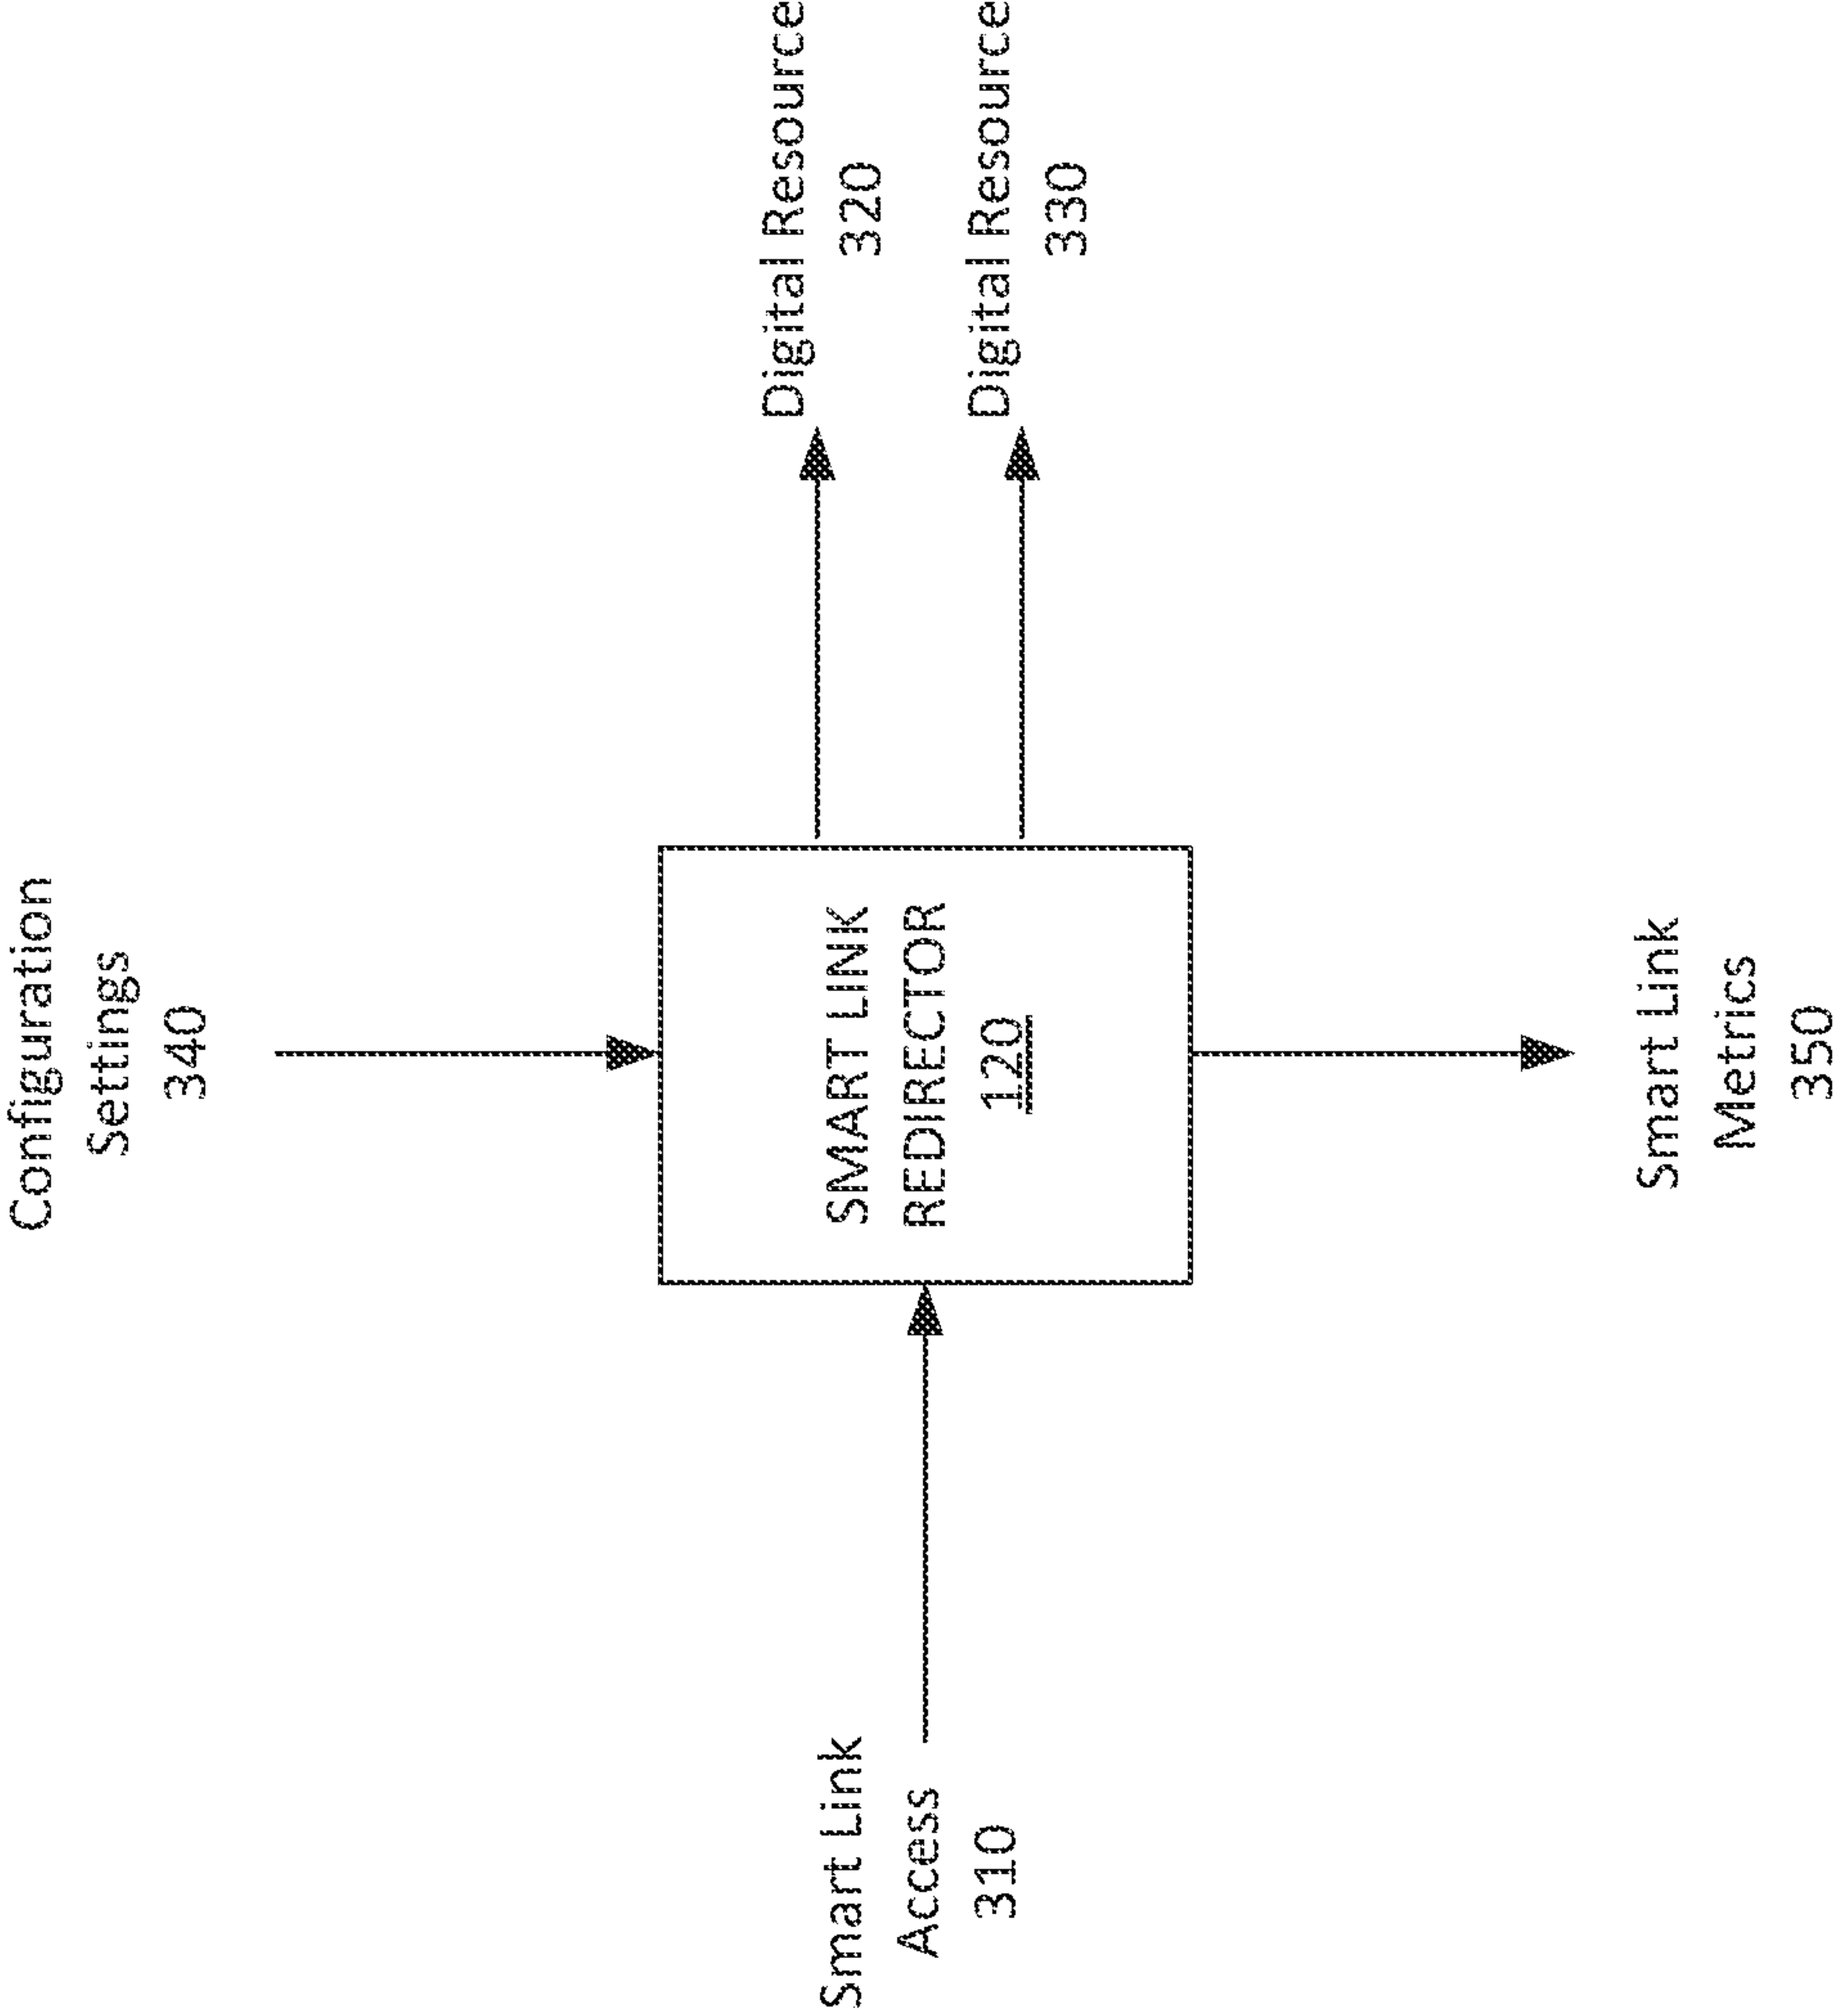 Configuration
Settings
340
Smart Link
Access
310
SMART LINK
REDIRECTOR
120
Digital Resource
320
Digital Resource
330
Smart Link
Metrics
350